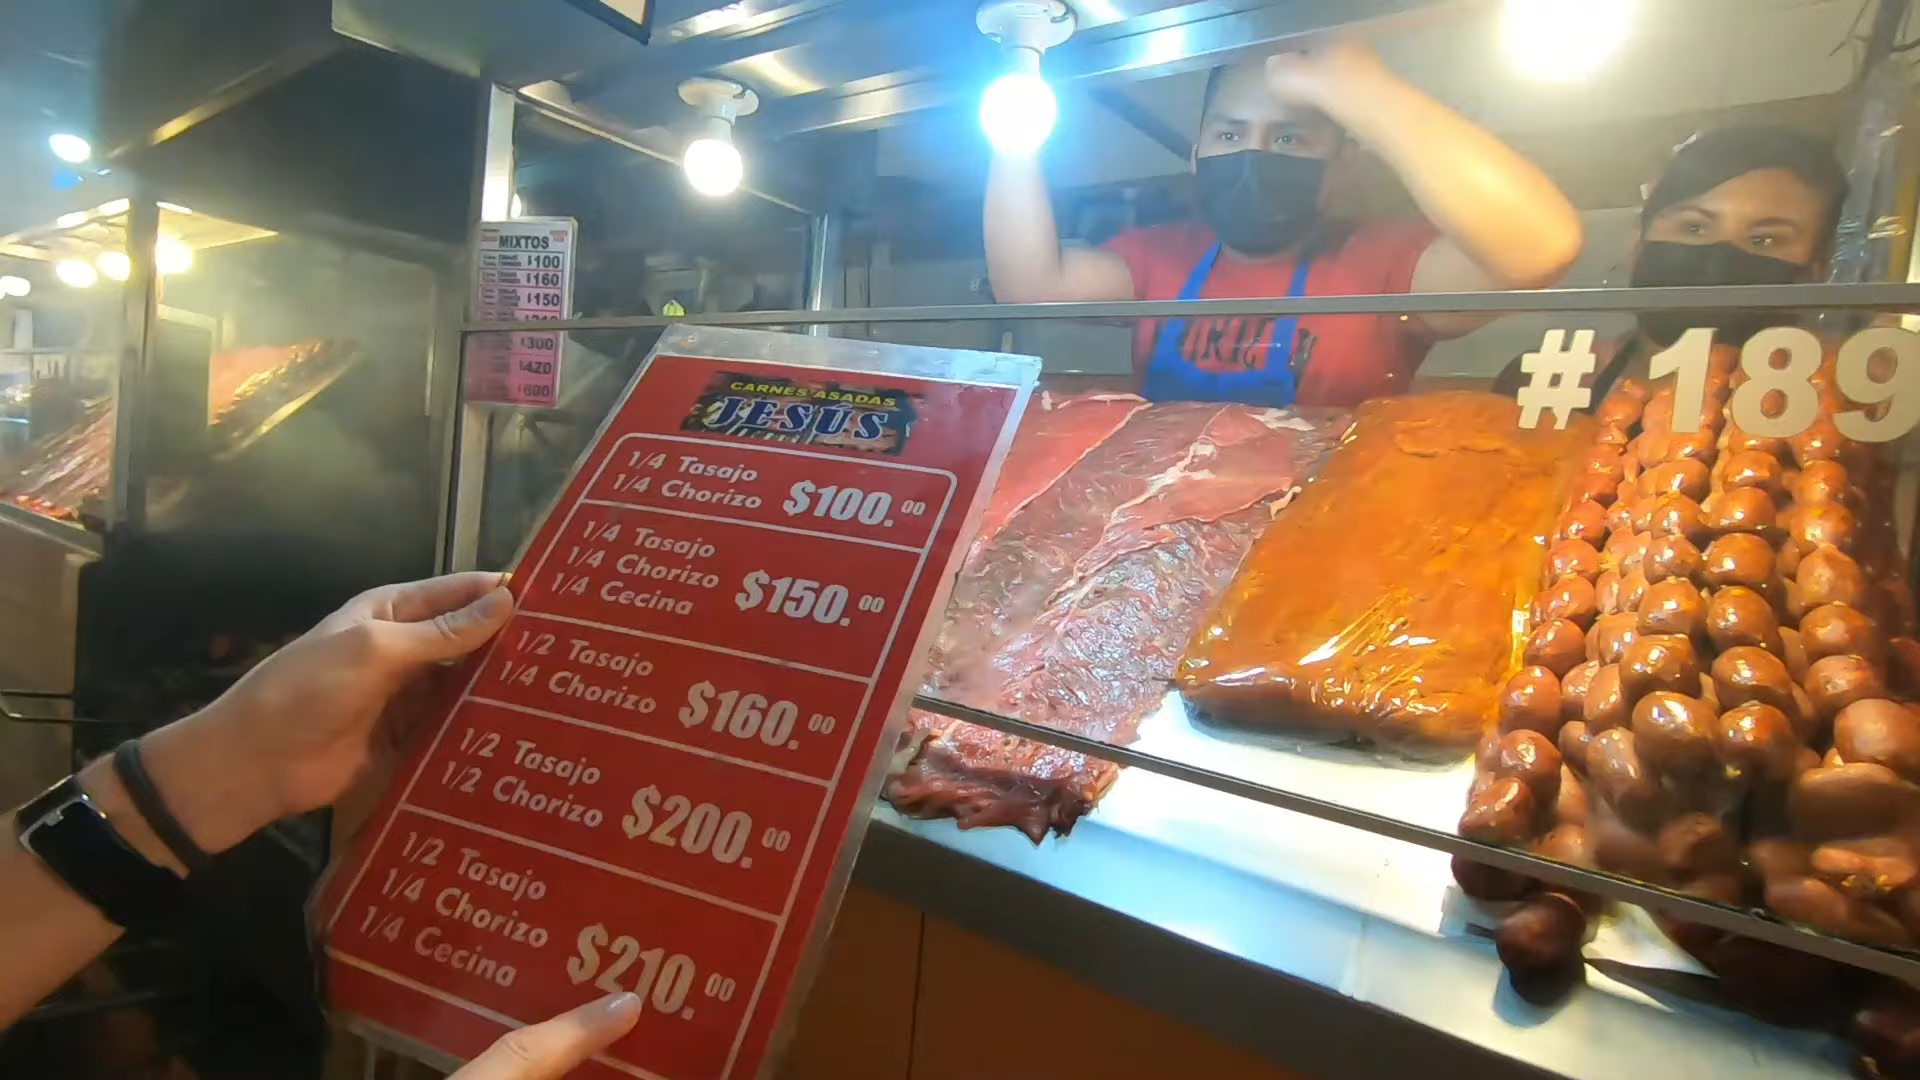 MIXTOS
$100
$160
$150
$300
$420
CARNES ASADAS
JESÚS
1/4 Tasajo
1/4 Chorizo
$100.00
1/4 Tasajo
1/4 Chorizo
1/4 Cecina
$150.00
1/2 Tasajo
1/4 Chorizo
$160.00
1/2 Tasajo
1/2 Chorizo
$200.00
1/2 Tasajo
1/4 Chorizo
1/4 Cecina
$210.00
# 189